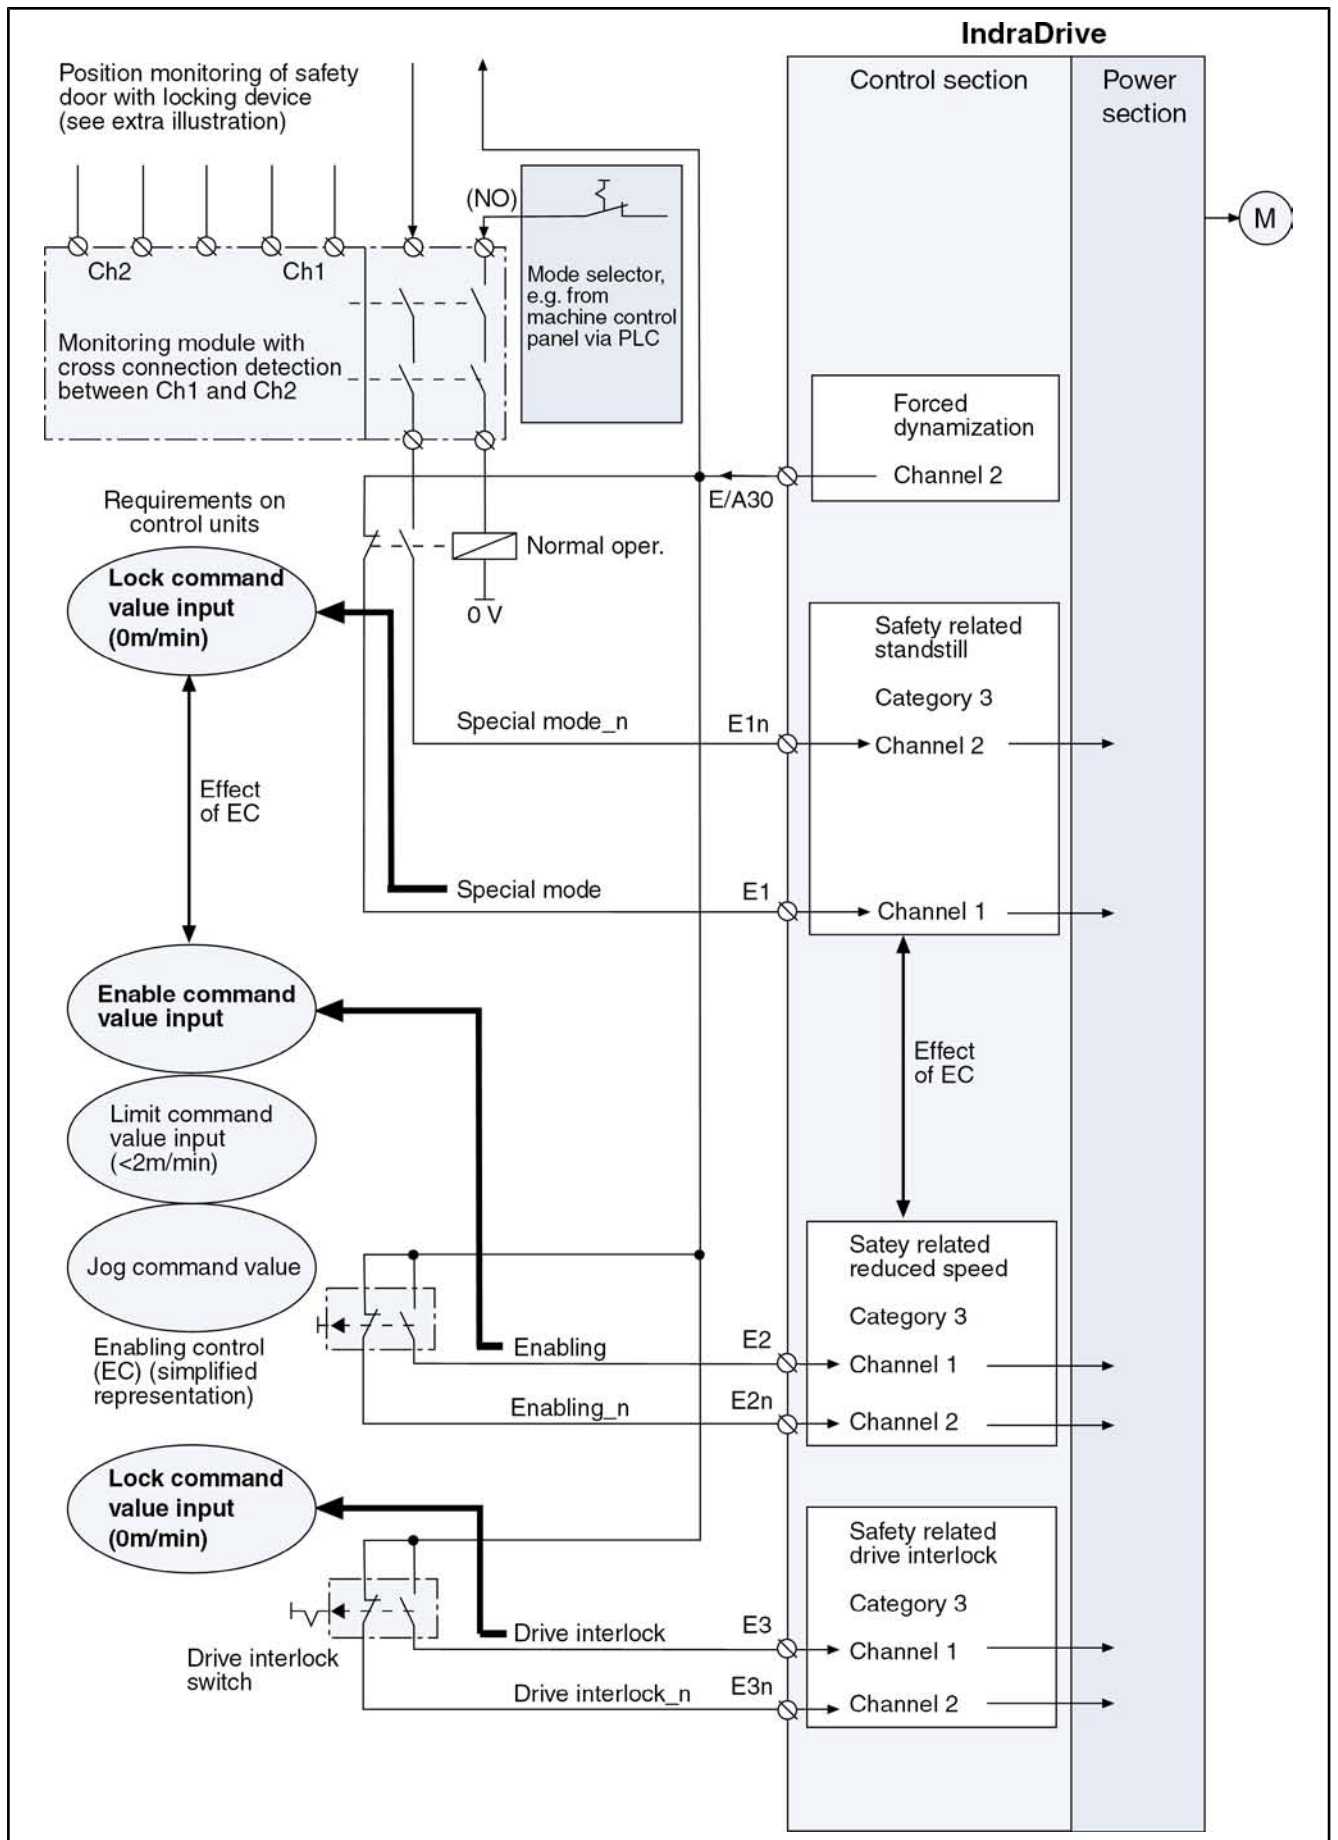 IndraDrive
Position monitoring of safety
door with locking device
(see extra illustration)
Control section
Power
section
(NO)
M
Ch2
Ch1
Mode selector,
e.g. from
machine control
panel via PLC
Monitoring module with
cross connection detection
between Ch1 and Ch2
Forced
dynamization
Channel 2
E/A30
Requirements on
control units
Normal oper.
Lock command
value input
(0m/min)
0 V
Safety related
standstill
Category 3
Special mode_n
E1n
Channel 2
Effect
of EC
Special mode
E1
Channel 1
Enable command
value input
Effect
of EC
Limit command
value input
(<2m/min)
Jog command value
Satey related
reduced speed
Category 3
Enabling control
(EC) (simplified
representation)
Enabling
E2
Channel 1
Enabling_n
E2n
Channel 2
Lock command
value input
(0m/min)
Safety related
drive interlock
Category 3
Drive interlock
switch
Drive interlock
E3
Channel 1
Drive interlock_n
E3n
Channel 2